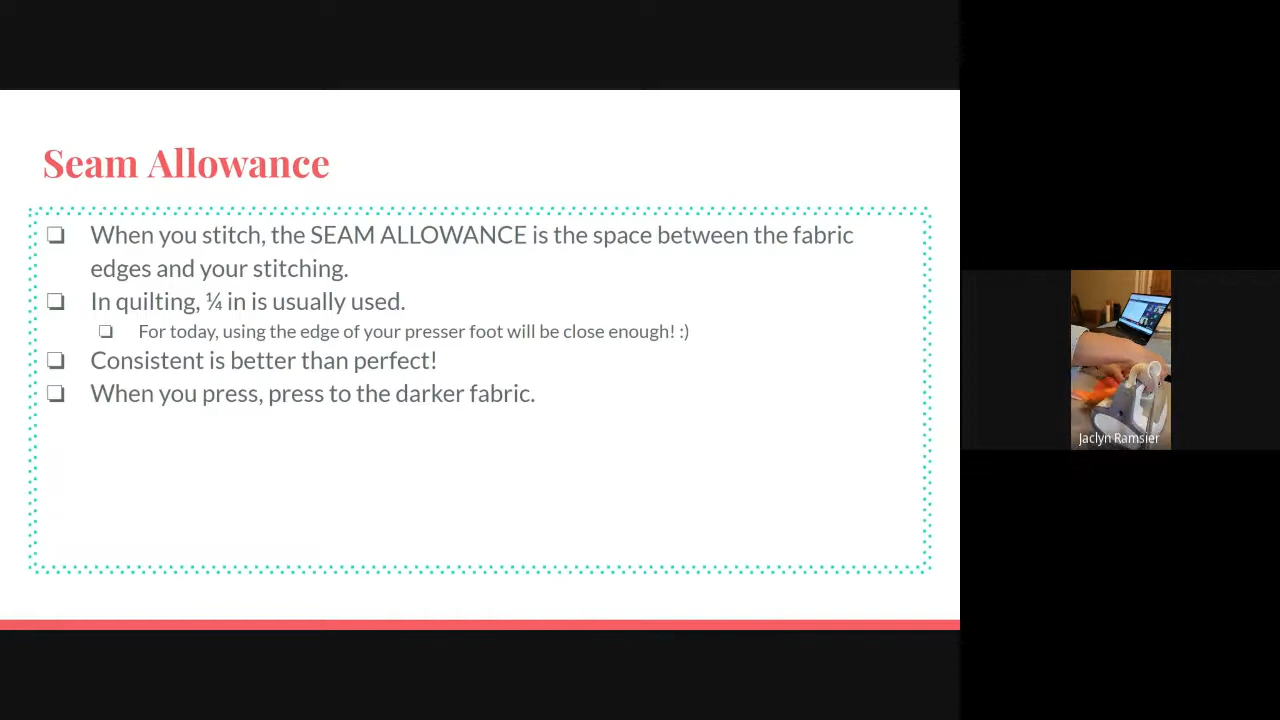 Seam Allowance
❏ When you stitch, the SEAM ALLOWANCE is the space between the fabric
edges and your stitching.
❏ In quilting, ¼ in is usually used.
❏ For today, using the edge of your presser foot will be close enough! :)
❏ Consistent is better than perfect!
❏ When you press, press to the darker fabric.
Jaclyn Ramsier